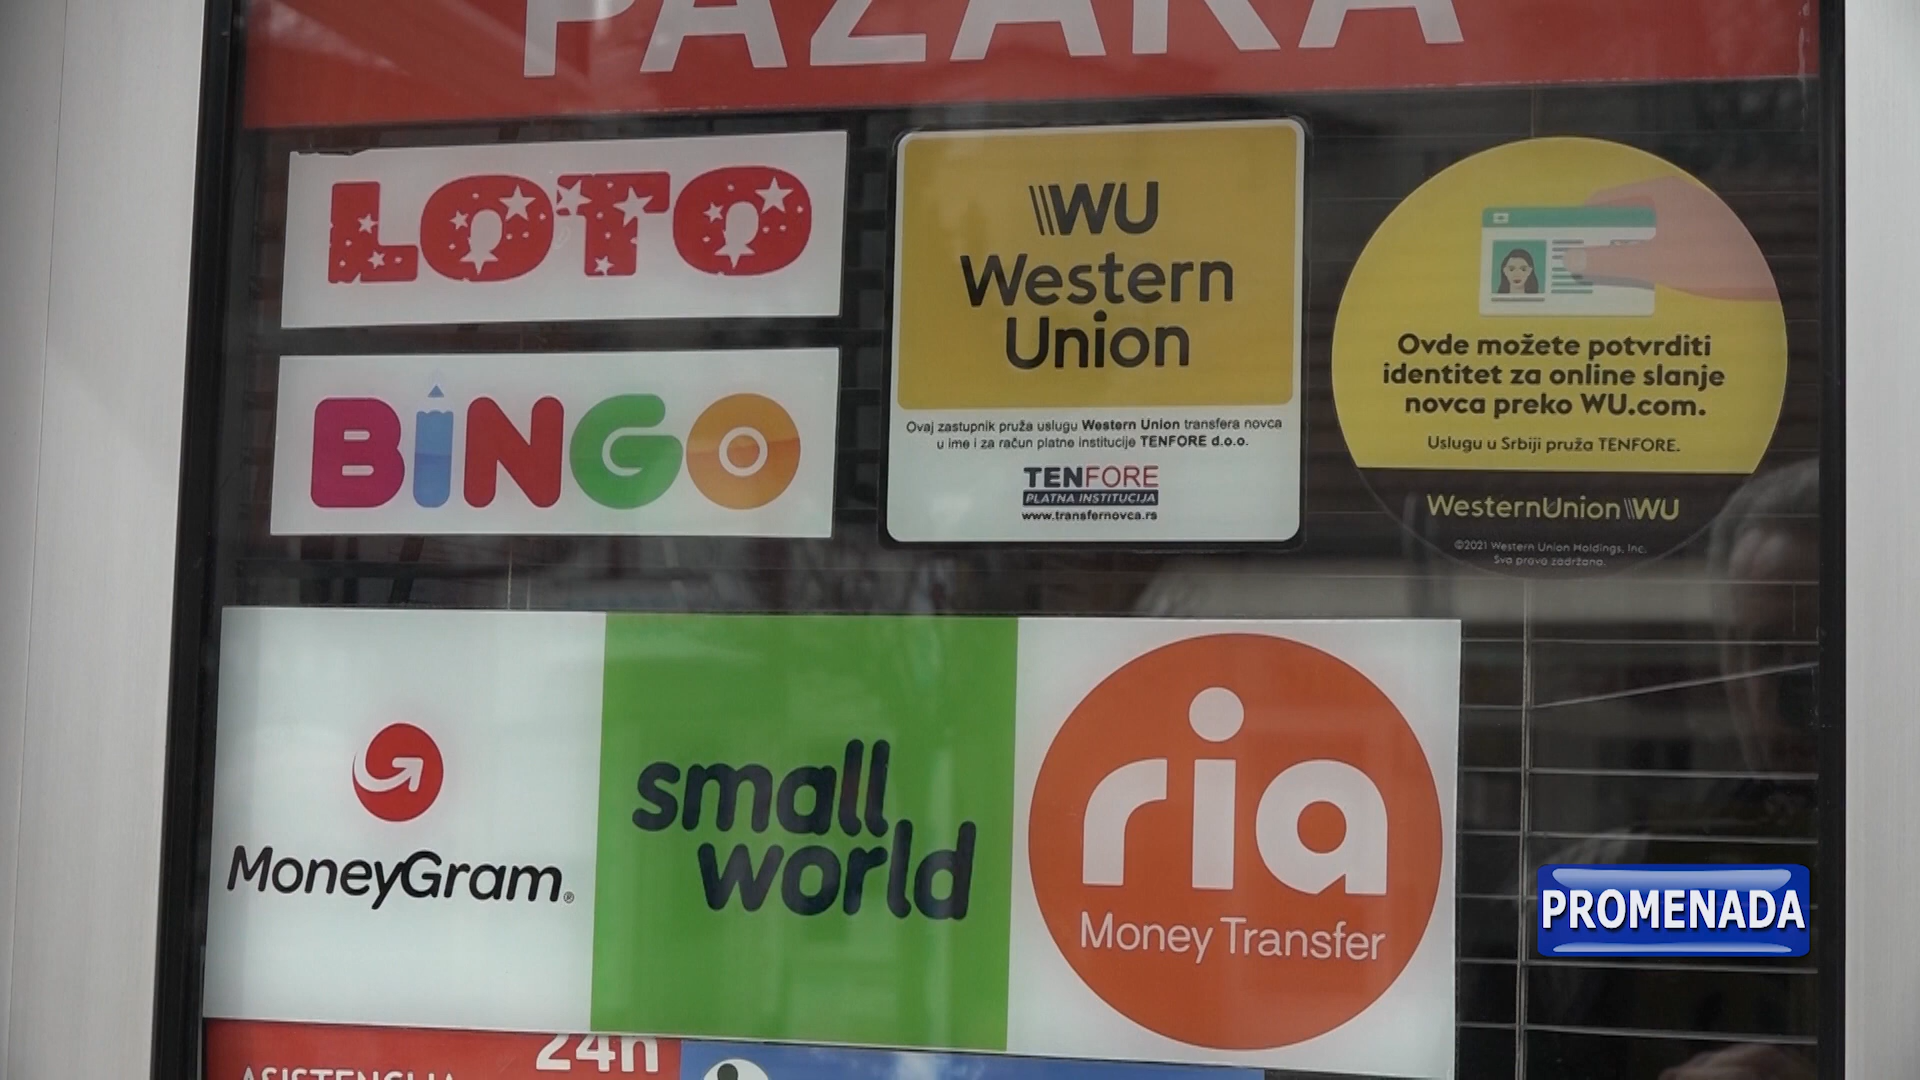 PAZARA
LOTO
BINGO
WU
Western
Union
Ovaj zastupnik pruža uslugu Western Union transfera novca
u ime i za račun platne institucije TENFORE d.o.o.
TENFORE
PLATNA INSTITUCIJA
www.transfernovca.rs
Ovde možete potvrditi
identitet za online slanje
novca preko WU.com.
Uslugu u Srbiji pruža TENFORE.
WesternUnion WU
©2021 Western Union Holdings, Inc.
Sva prava zadržana.
MoneyGram®
small
world
ria
Money Transfer
PROMENADA
24h
ASISTENCIJA